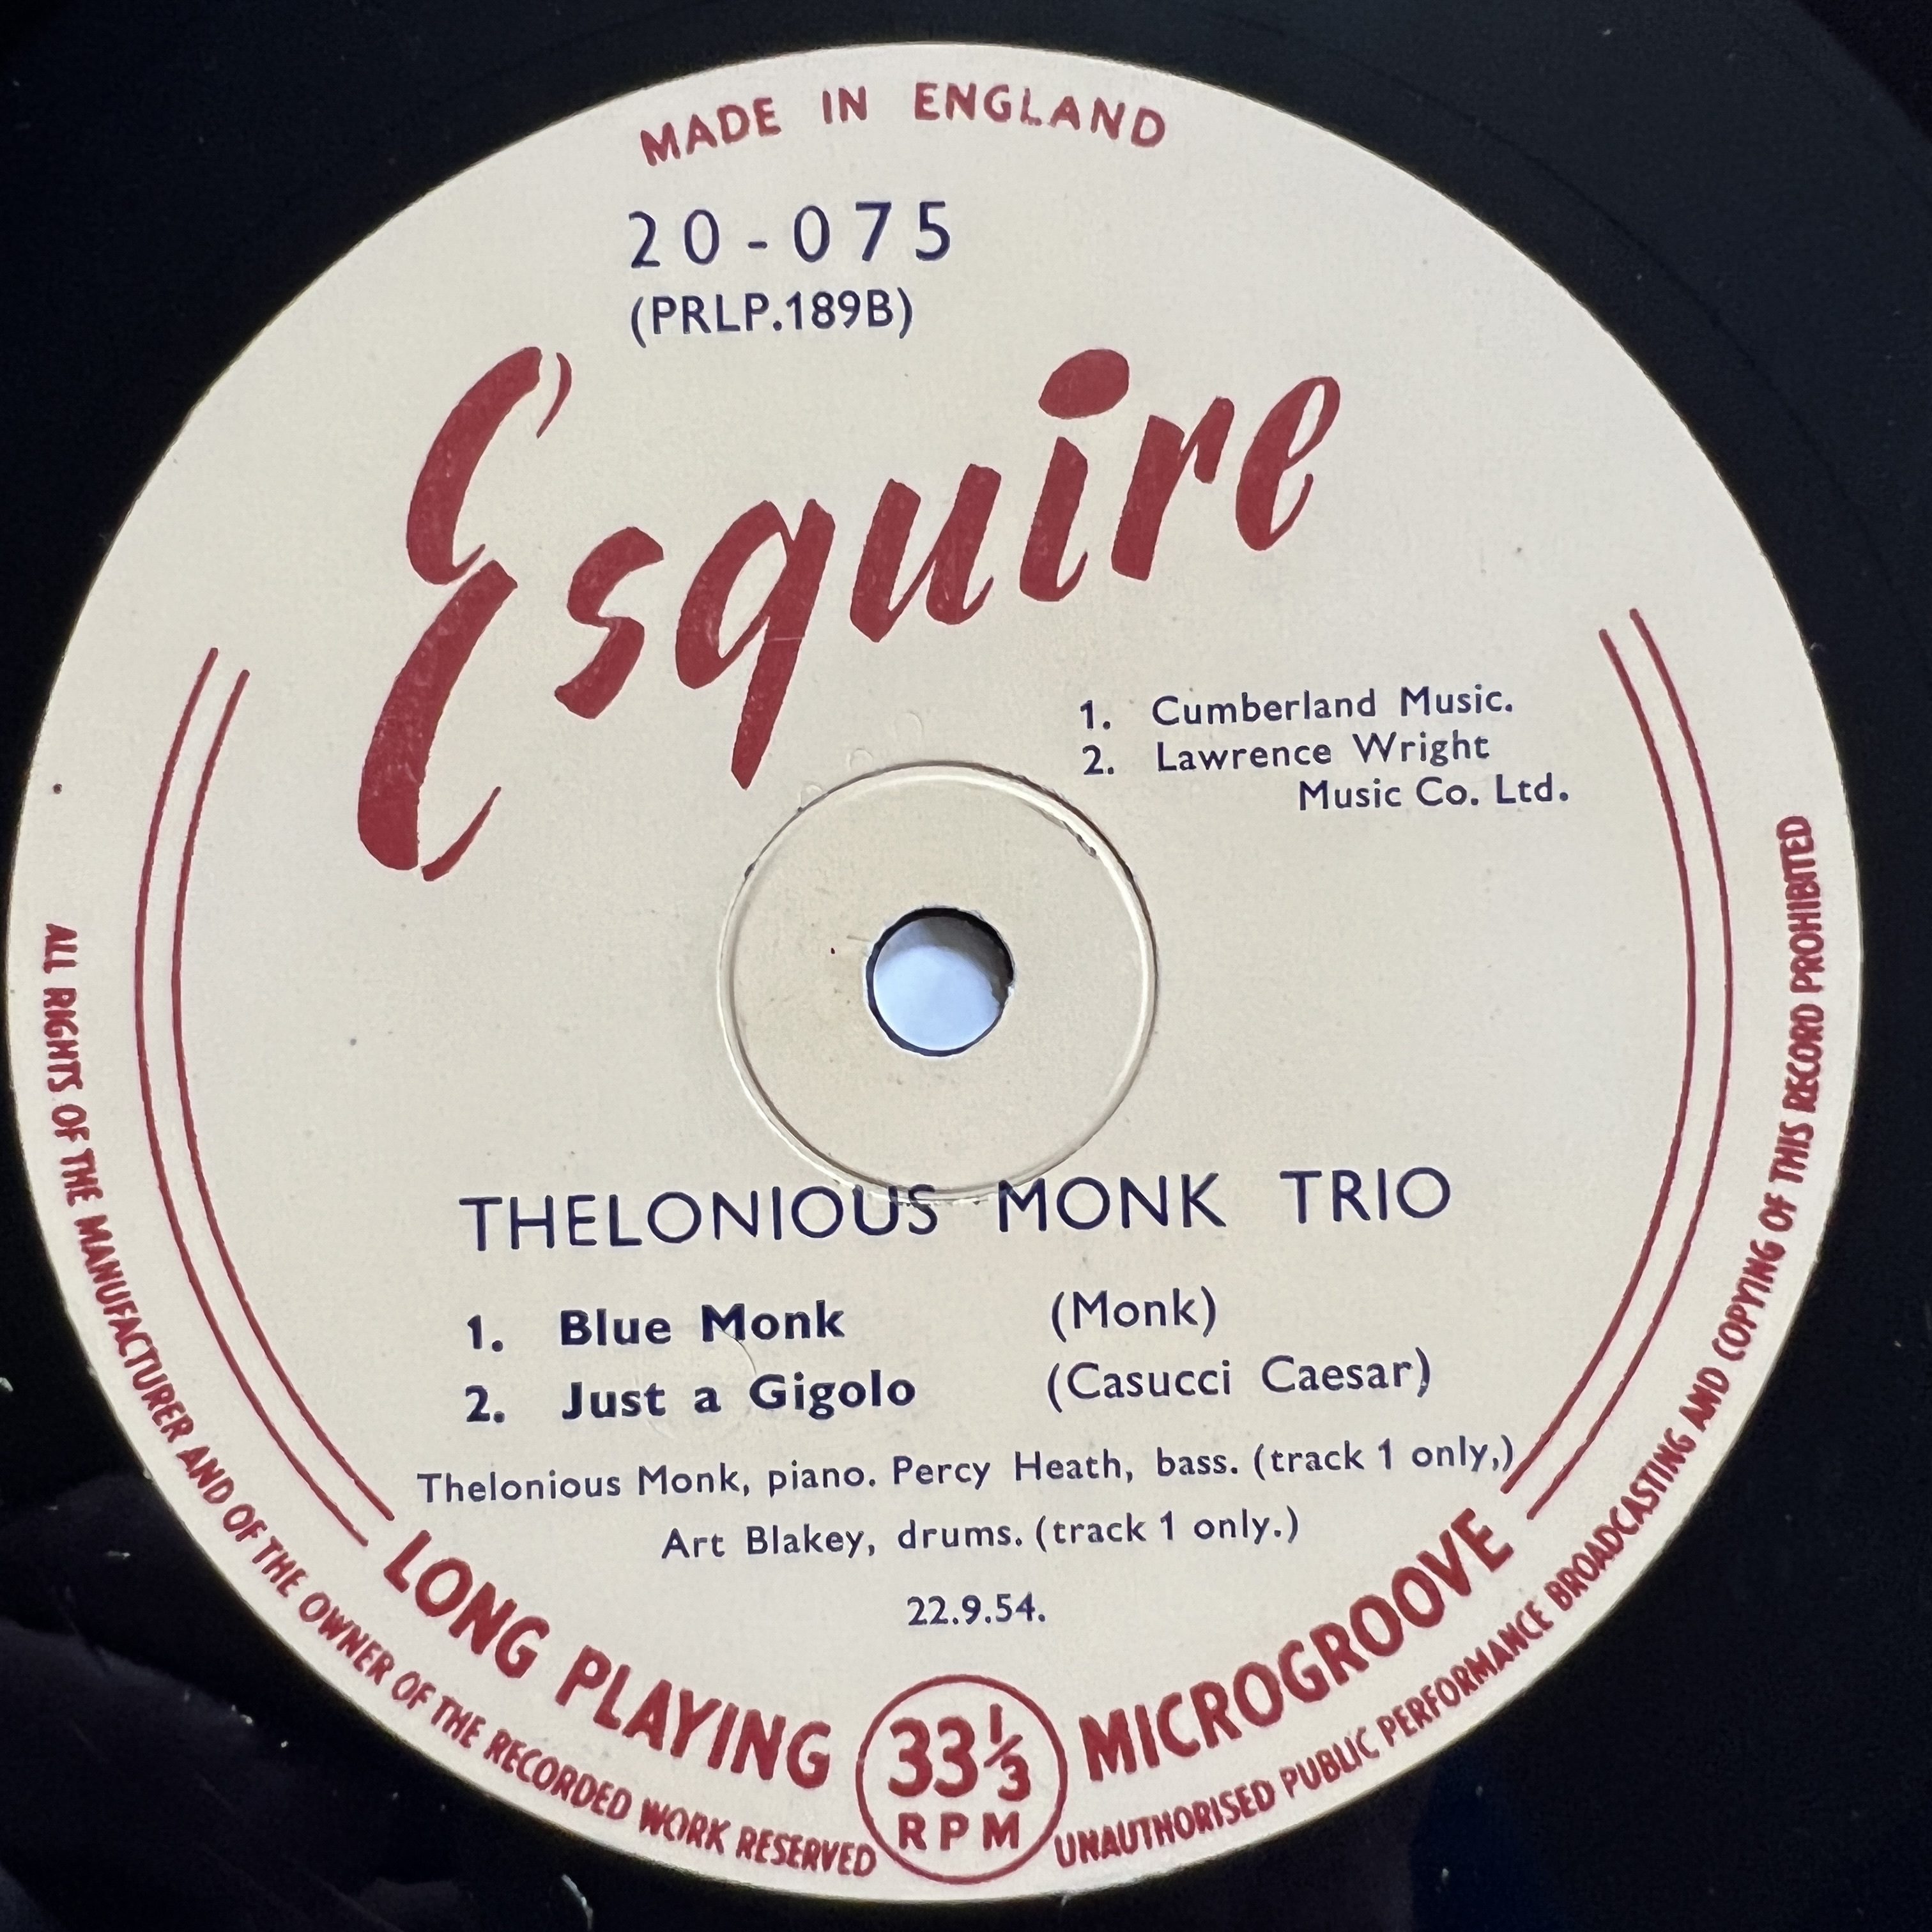 MADE IN ENGLAND
20-075
(PRLP.189B)
Esquire
1. Cumberland Music.
2. Lawrence Wright
Music Co. Ltd.
THELONIOUS MONK TRIO
1. Blue Monk (Monk)
2. Just a Gigolo (Casucci Caesar)
Thelonious Monk, piano. Percy Heath, bass. (track 1 only,)
Art Blakey, drums. (track 1 only.)
22.9.54.
LONG PLAYING 33⅓ RPM MICROGROOVE
ALL RIGHTS OF THE MANUFACTURER AND OF THE OWNER OF THE RECORDED WORK RESERVED
UNAUTHORISED PUBLIC PERFORMANCE BROADCASTING AND COPYING OF THIS RECORD PROHIBITED